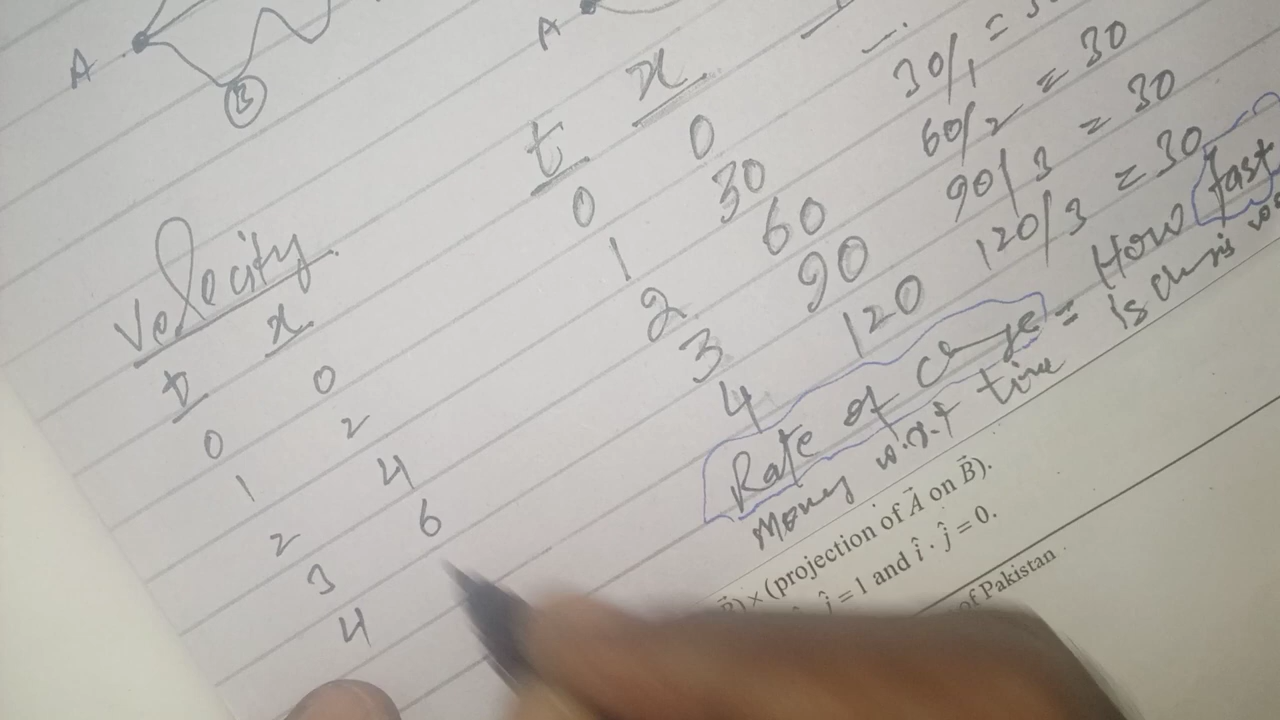 A
B
A
t x
0 0
1 30
2 60
3 90
4 120
30/1 =
60/2 = 30
90/3 = 30
120/3 = 30
Rate of change = How fast
money w.r.t time is
Velocity
t x
0 0
1 2
2 4
3 6
4
× (projection of A⃗ on B⃗).
ĵ = 1 and î · ĵ = 0.
of Pakistan